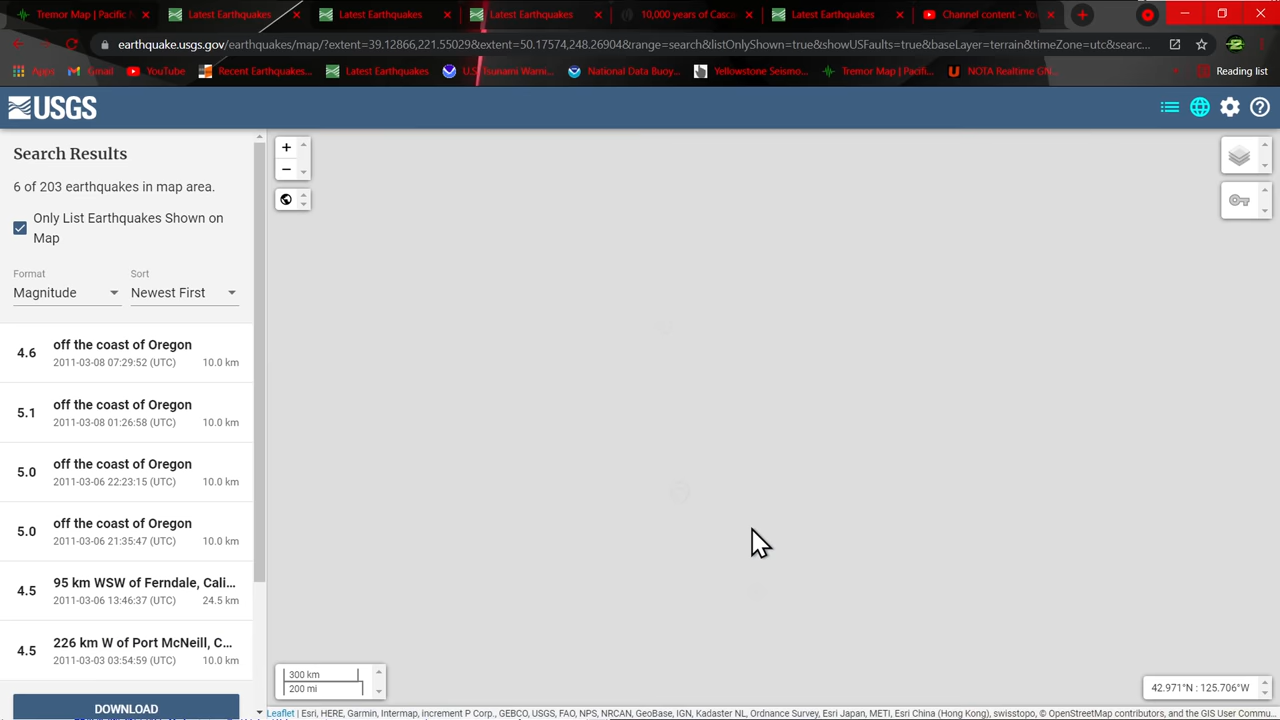 Tremor Map | Pacific
Latest Earthquakes
Latest Earthquakes
Latest Earthquakes
10,000 years of Casca
Latest Earthquakes
Channel content - Yo
earthquake.usgs.gov/earthquakes/map/?extent=39.12866,221.55029&extent=50.17574,248.26904&range=search&listOnlyShown=true&showUSFaults=true&baseLayer=terrain&timeZone=utc&searc...
Apps
Gmail
YouTube
Recent Earthquakes...
Latest Earthquakes
U.S. Tsunami Warni...
National Data Buoy...
Yellowstone Seismo...
Tremor Map | Pacifi...
NOTA Realtime GN...
Reading list
USGS
Search Results
6 of 203 earthquakes in map area.
Only List Earthquakes Shown on
Map
Format
Sort
Magnitude
Newest First
4.6
off the coast of Oregon
2011-03-08 07:29:52 (UTC) 10.0 km
5.1
off the coast of Oregon
2011-03-08 01:26:58 (UTC) 10.0 km
5.0
off the coast of Oregon
2011-03-06 22:23:15 (UTC) 10.0 km
5.0
off the coast of Oregon
2011-03-06 21:35:47 (UTC) 10.0 km
4.5
95 km WSW of Ferndale, Cali...
2011-03-06 13:46:37 (UTC) 24.5 km
4.5
226 km W of Port McNeill, C...
2011-03-03 03:54:59 (UTC) 10.0 km
DOWNLOAD
+
−
300 km
200 mi
42.971°N : 125.706°W
Leaflet | Esri, HERE, Garmin, Intermap, increment P Corp., GEBCO, USGS, FAO, NPS, NRCAN, GeoBase, IGN, Kadaster NL, Ordnance Survey, Esri Japan, METI, Esri China (Hong Kong), swisstopo, © OpenStreetMap contributors, and the GIS User Commu